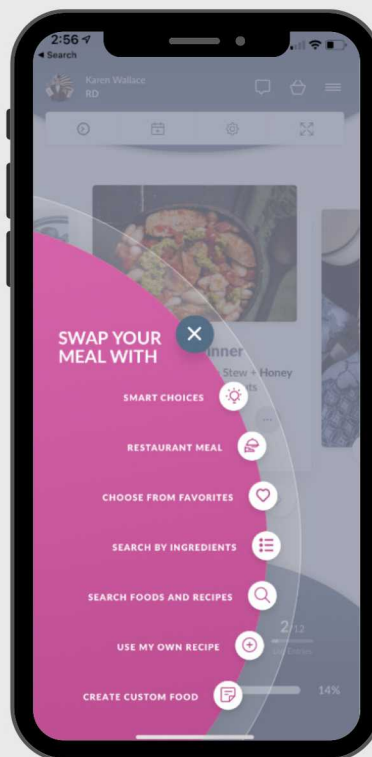 2:56
Search
Karen Wallace
RD
SWAP YOUR
MEAL WITH
nner
Stew + Honey
ts
SMART CHOICES
RESTAURANT MEAL
CHOOSE FROM FAVORITES
SEARCH BY INGREDIENTS
SEARCH FOODS AND RECIPES
2/12
USE MY OWN RECIPE
14%
CREATE CUSTOM FOOD